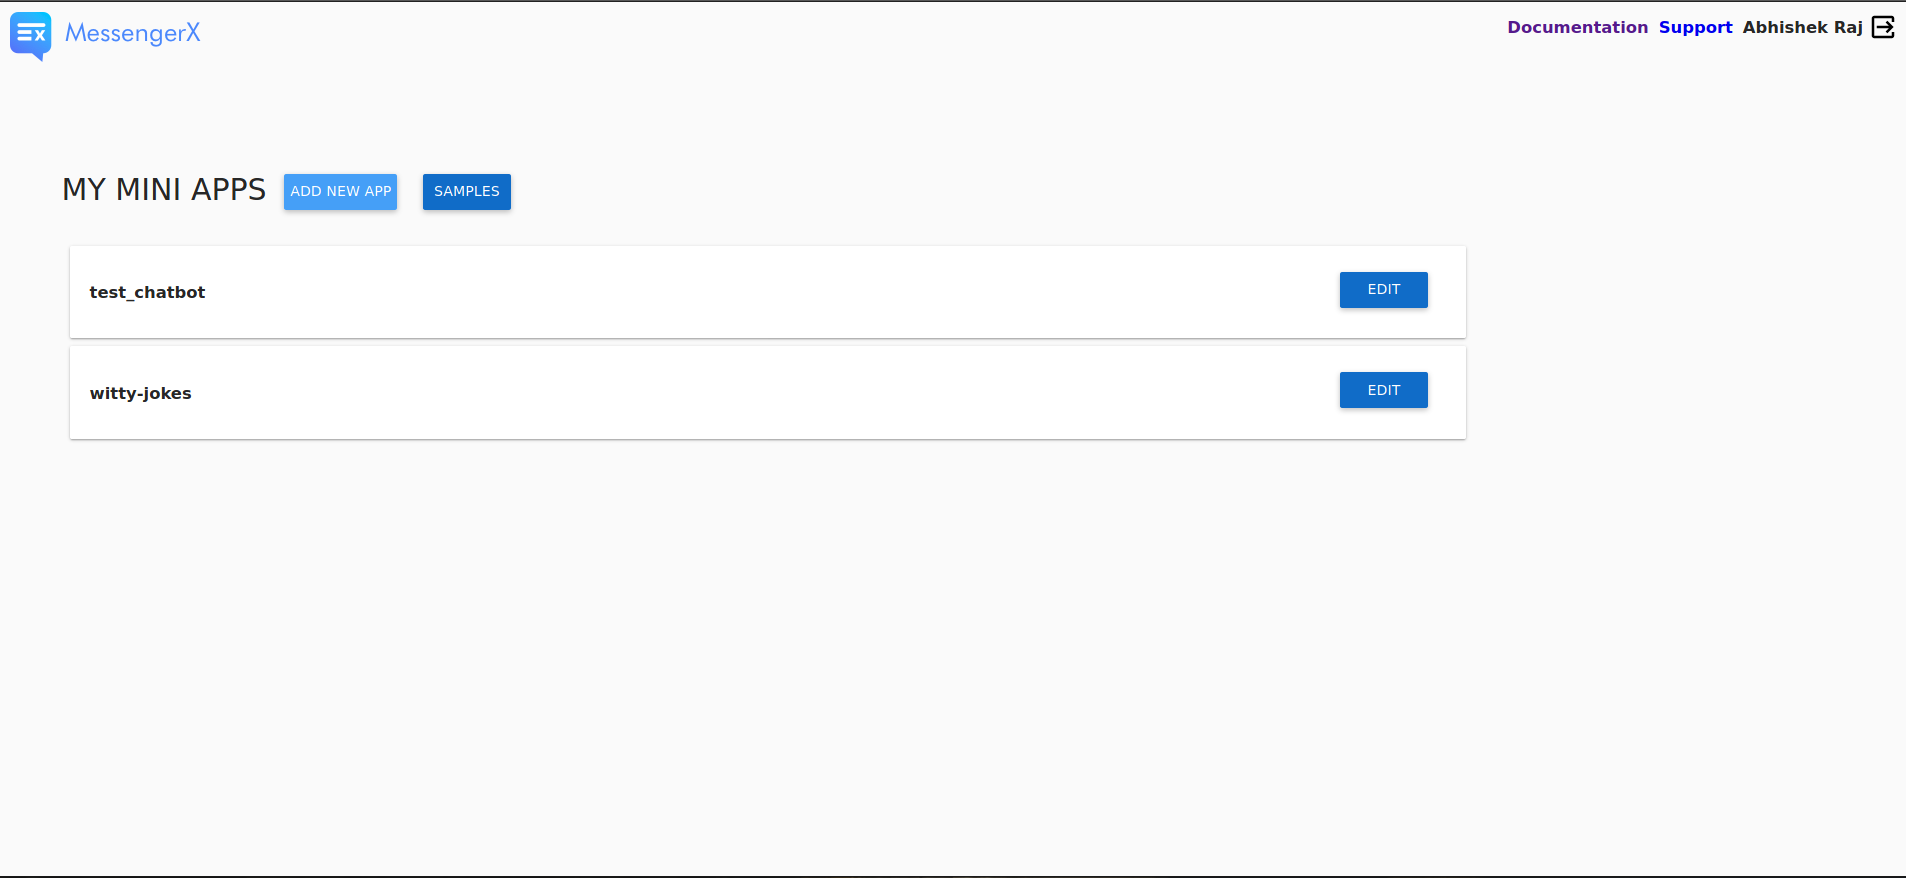 MessengerX
Documentation Support Abhishek Raj
MY MINI APPS ADD NEW APP SAMPLES
test_chatbot EDIT
witty-jokes EDIT